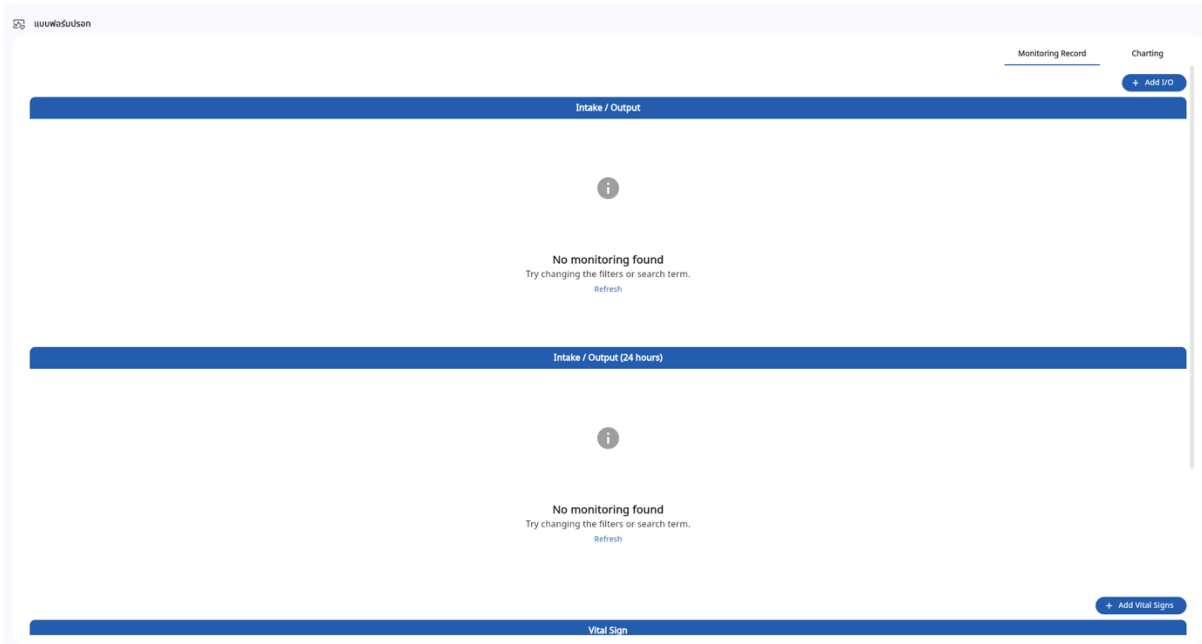 แบบฟอร์มปรอท
Monitoring Record
Charting
+ Add I/O
Intake / Output
No monitoring found
Try changing the filters or search term.
Refresh
Intake / Output (24 hours)
No monitoring found
Try changing the filters or search term.
Refresh
+ Add Vital Signs
Vital Sign